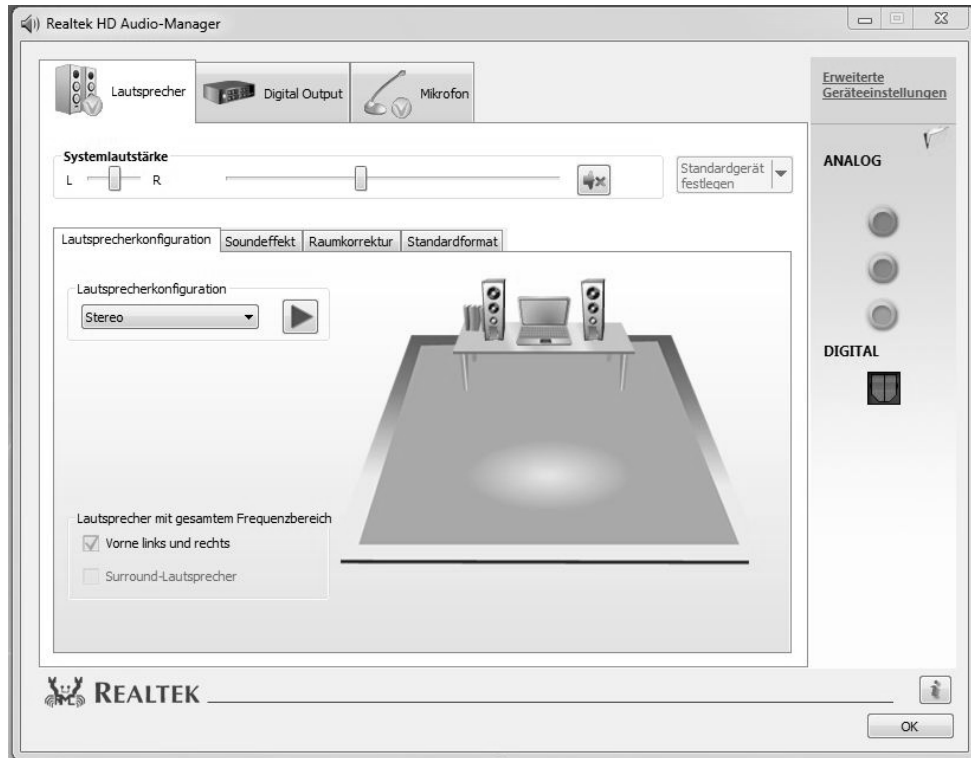 Realtek HD Audio-Manager
Lautsprecher
Digital Output
Mikrofon
Erweiterte
Geräteeinstellungen
Systemlautstärke
L
R
Standardgerät
festlegen
ANALOG
Lautsprecherkonfiguration
Soundeffekt
Raumkorrektur
Standardformat
Lautsprecherkonfiguration
Stereo
DIGITAL
Lautsprecher mit gesamtem Frequenzbereich
Vorne links und rechts
Surround-Lautsprecher
REALTEK
i
OK